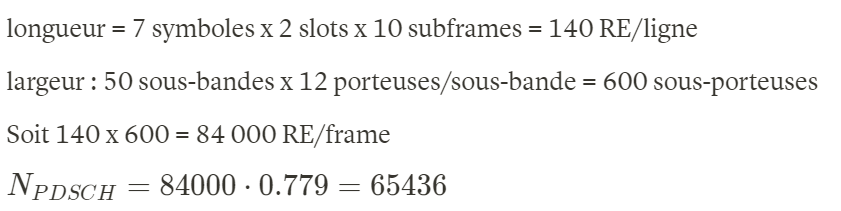 longueur = 7 symboles x 2 slots x 10 subframes = 140 RE/ligne
largeur : 50 sous-bandes x 12 porteuses/sous-bande = 600 sous-porteuses
Soit 140 x 600 = 84 000 RE/frame
N_{PDSCH} = 84000 · 0.779 = 65436